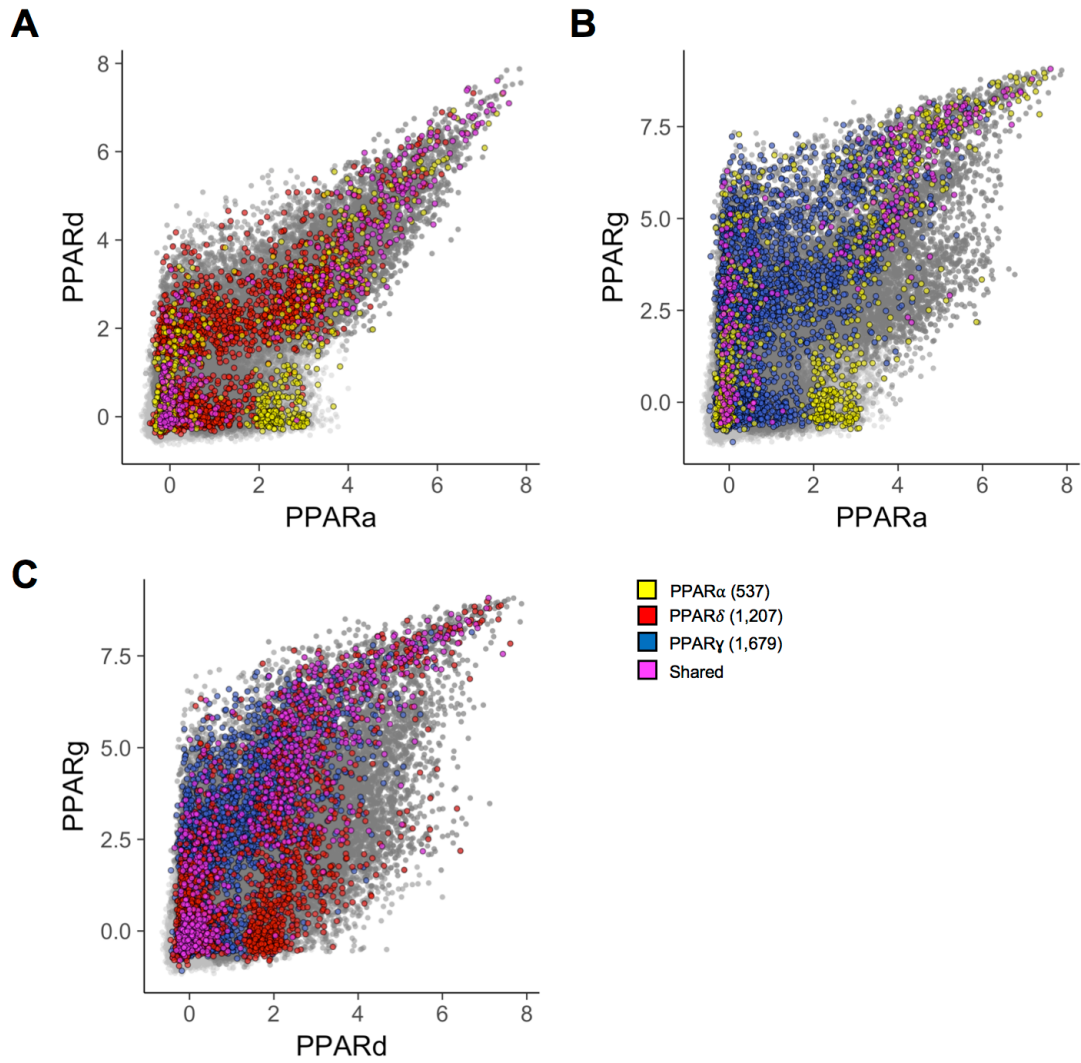 A
B
8
6
4
2
0
PPARd
0 2 4 6 8
PPARa
7.5
5.0
2.5
0.0
PPARg
0 2 4 6 8
PPARa
C
7.5
5.0
2.5
0.0
PPARg
0 2 4 6 8
PPARd
PPARα (537)
PPARδ (1,207)
PPARɣ (1,679)
Shared